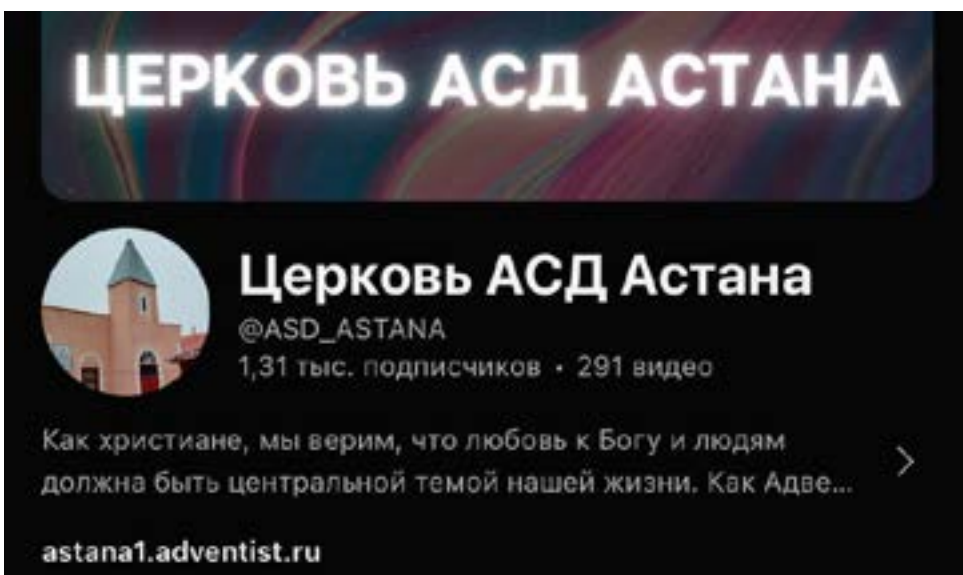 ЦЕРКОВЬ АСД АСТАНА
Церковь АСД Астана
@ASD_ASTANA
1,31 тыс. подписчиков • 291 видео
Как христиане, мы верим, что любовь к Богу и людям
должна быть центральной темой нашей жизни. Как Адве...
astana1.adventist.ru